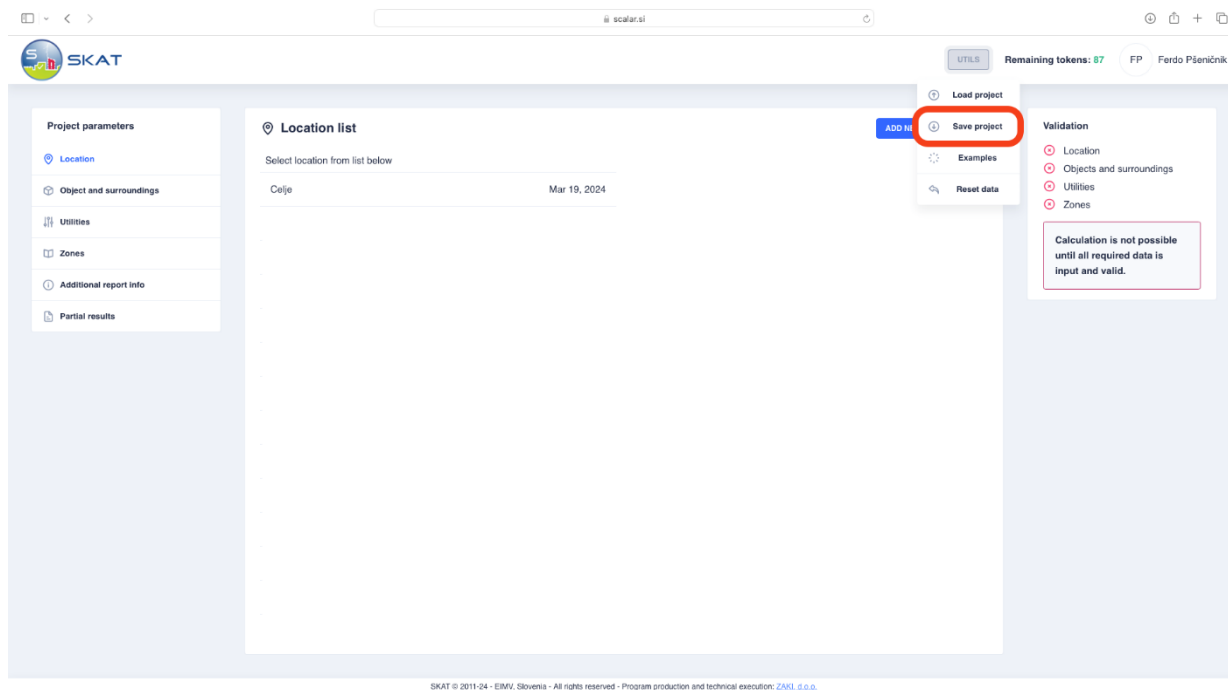 scalar.si
SKAT
UTILS
Remaining tokens: 87
FP
Ferdo Pšeničnik
Load project
Save project
Examples
Reset data
Project parameters
Location
Object and surroundings
Utilities
Zones
Additional report info
Partial results
Location list
ADD
Select location from list below
Celje Mar 19, 2024
Validation
Location
Objects and surroundings
Utilities
Zones
Calculation is not possible
until all required data is
input and valid.
SKAT © 2011-24 - EIMV, Slovenia - All rights reserved - Program production and technical execution: ZAKI, d.o.o.